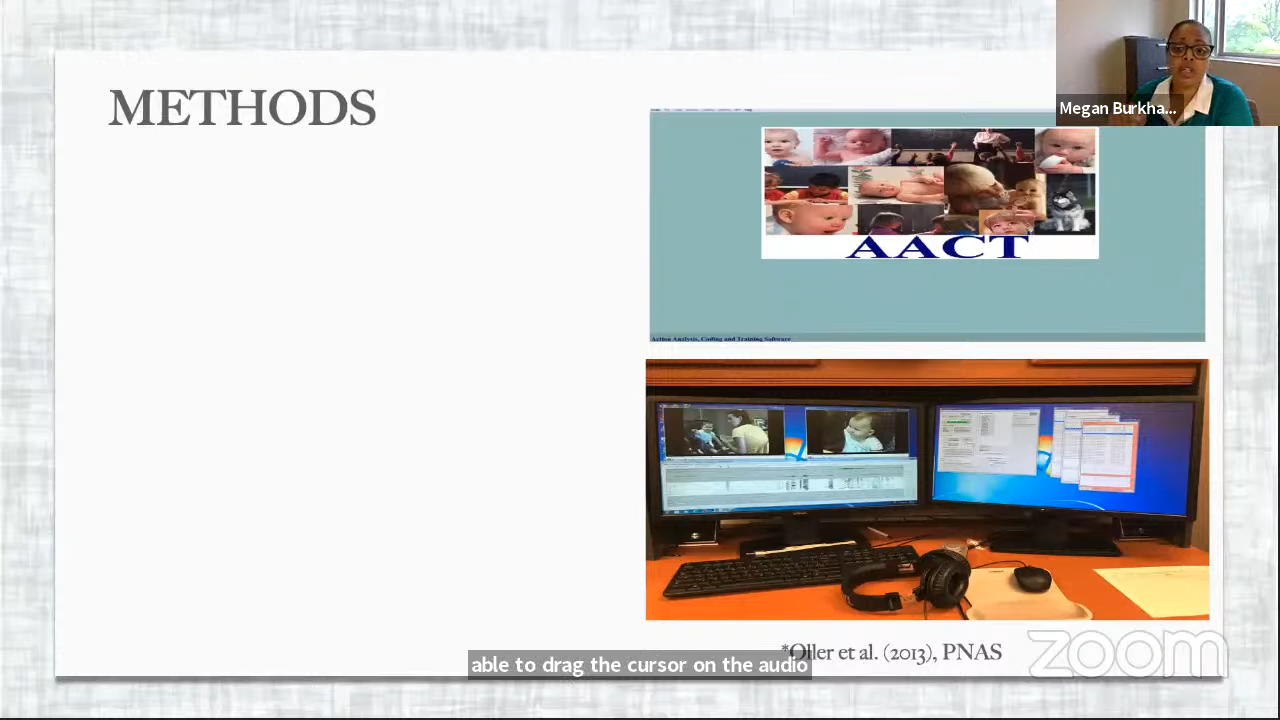 METHODS
Megan Burkha...
AACT
Action Analysis, Coding and Training Software
*Oller et al. (2013), PNAS
able to drag the cursor on the audio
zoom